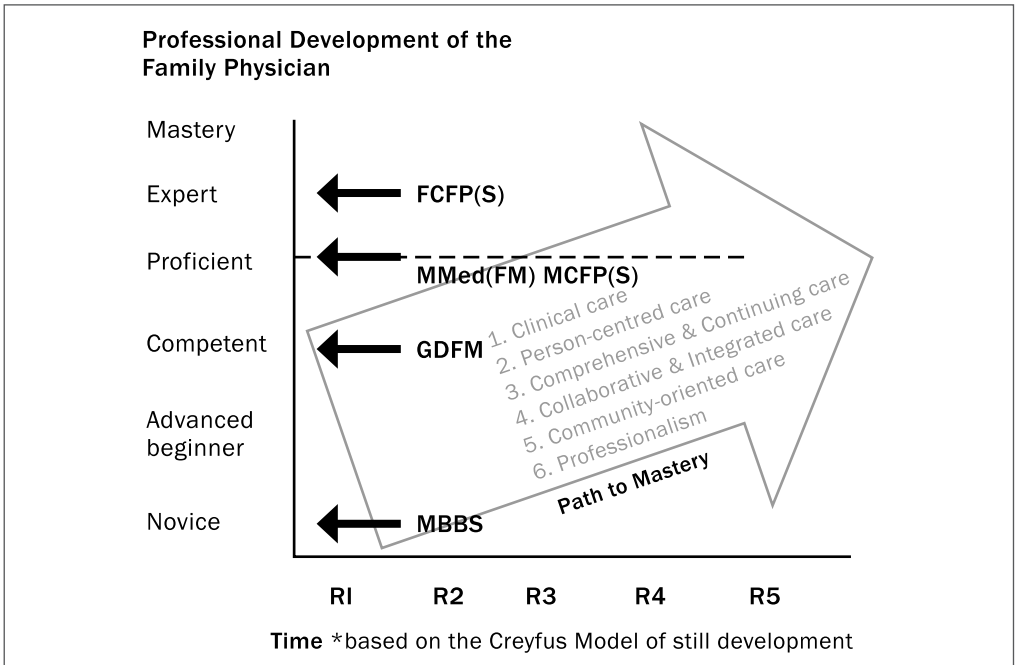 Professional Development of the
Family Physician
Mastery
Expert
FCFP(S)
Proficient
MMed(FM) MCFP(S)
1. Clinical care
2. Person-centred care
3. Comprehensive & Continuing care
4. Collaborative & Integrated care
5. Community-oriented care
6. Professionalism
Competent
GDFM
Advanced
beginner
Path to Mastery
Novice
MBBS
RI R2 R3 R4 R5
Time *based on the Creyfus Model of still development